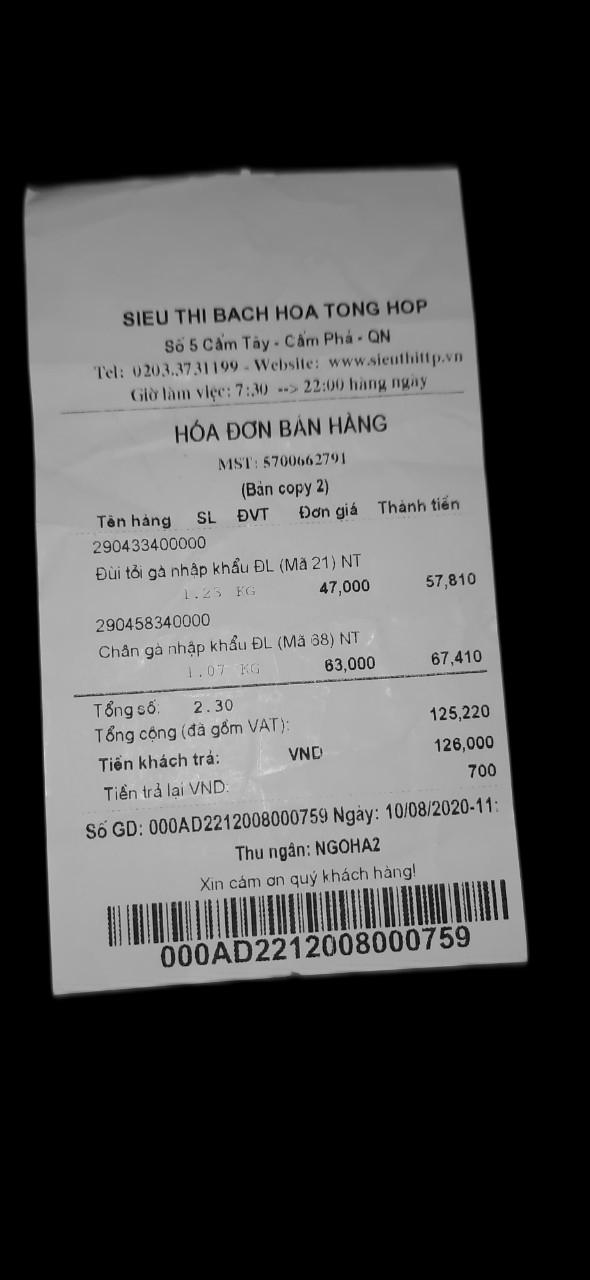 SIEU THI BACH HOA TONG HOP
Số 5 Cẩm Tây - Cẩm Phả - QN
Tel: 0203.3731199 - Website: www.sieuthittp.vn
Giờ làm việc: 7:30 --> 22:00 hàng ngày
HÓA ĐƠN BÁN HÀNG
MST: 5700662791
(Bản copy 2)
Tên hàng SL ĐVT Đơn giá Thành tiền
290433400000
Đùi tỏi gà nhập khẩu ĐL (Mã 21) NT
1.23 KG 47,000 57,810
290458340000
Chân gà nhập khẩu ĐL (Mã 68) NT
1.07 KG 63,000 67,410
Tổng số: 2.30
Tổng cộng (đã gồm VAT): 125,220
Tiền khách trả: VND 126,000
Tiền trả lại VND: 700
Số GD: 000AD2212008000759 Ngày: 10/08/2020-11:
Thu ngân: NGOHA2
Xin cám ơn quý khách hàng!
000AD2212008000759